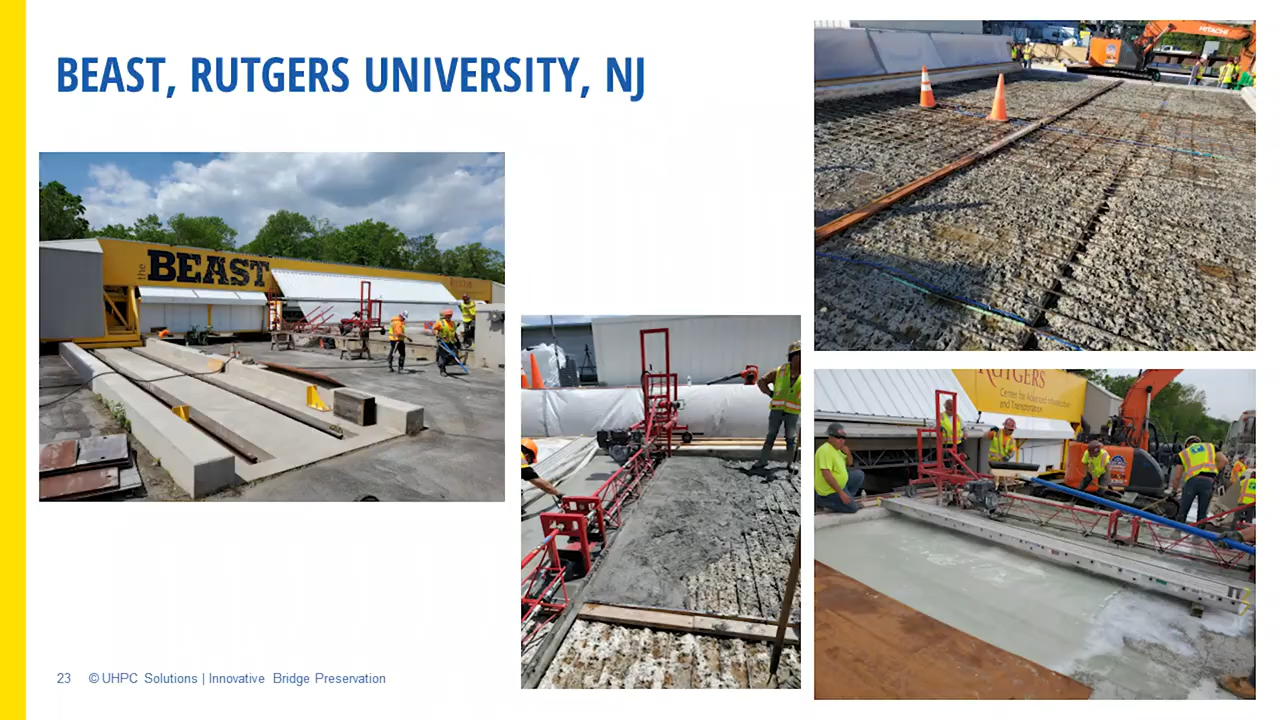 BEAST, RUTGERS UNIVERSITY, NJ
the BEAST
HITACHI
RUTGERS
Center for Advanced Infrastructure
and Transportation
23 © UHPC Solutions | Innovative Bridge Preservation